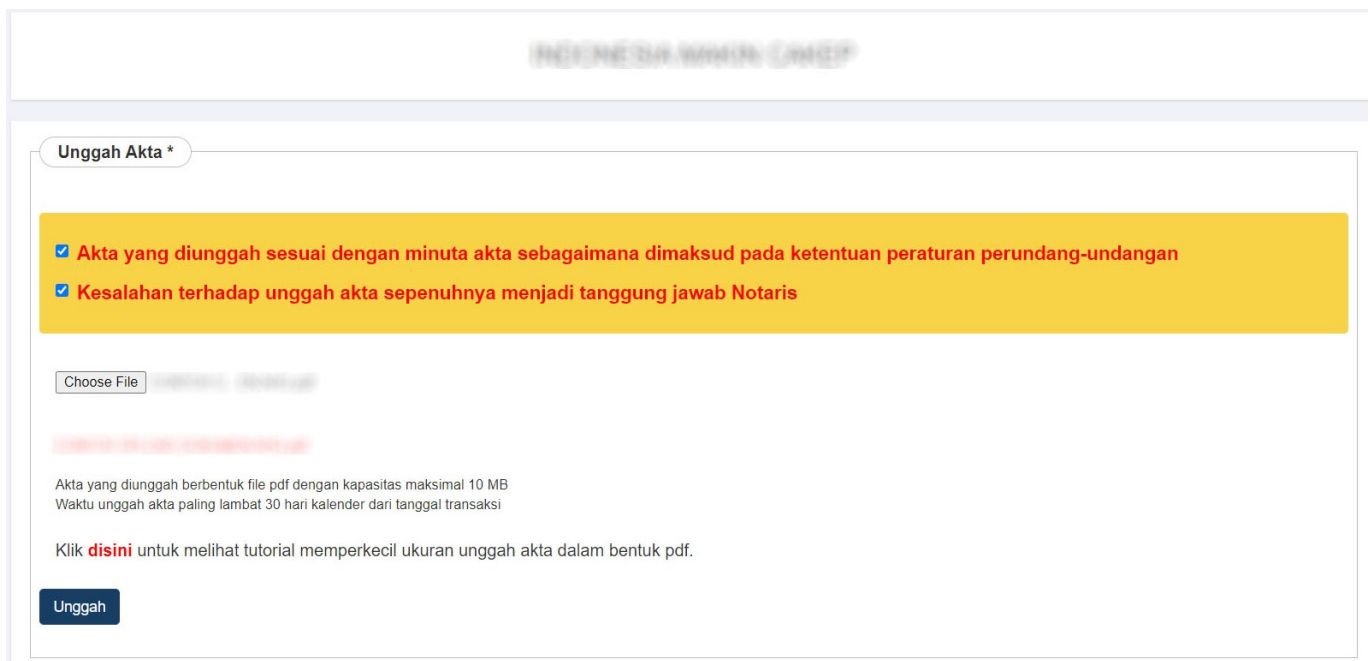 Unggah Akta *
Akta yang diunggah sesuai dengan minuta akta sebagaimana dimaksud pada ketentuan peraturan perundang-undangan
Kesalahan terhadap unggah akta sepenuhnya menjadi tanggung jawab Notaris
Choose File
Akta yang diunggah berbentuk file pdf dengan kapasitas maksimal 10 MB
Waktu unggah akta paling lambat 30 hari kalender dari tanggal transaksi
Klik disini untuk melihat tutorial memperkecil ukuran unggah akta dalam bentuk pdf.
Unggah